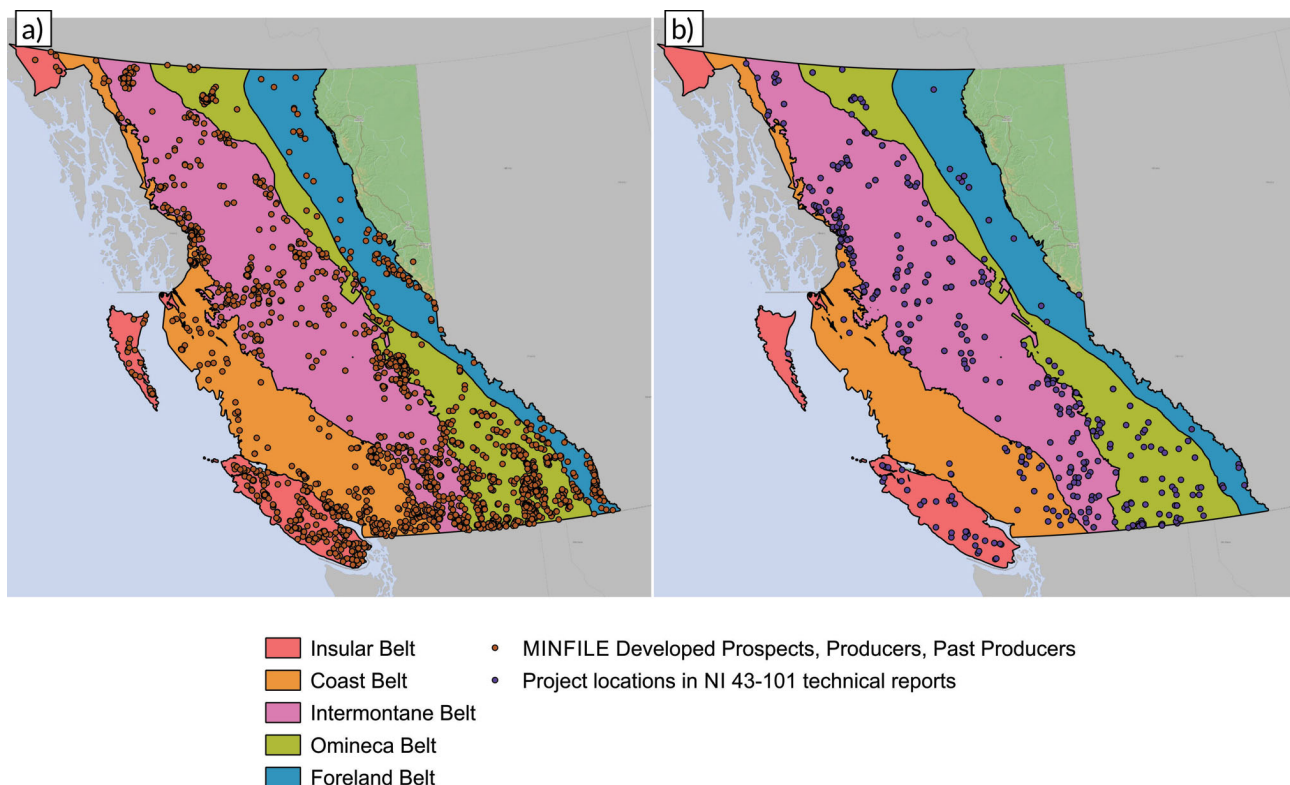 a)
b)
Insular Belt
Coast Belt
Intermontane Belt
Omineca Belt
Foreland Belt
MINFILE Developed Prospects, Producers, Past Producers
Project locations in NI 43-101 technical reports